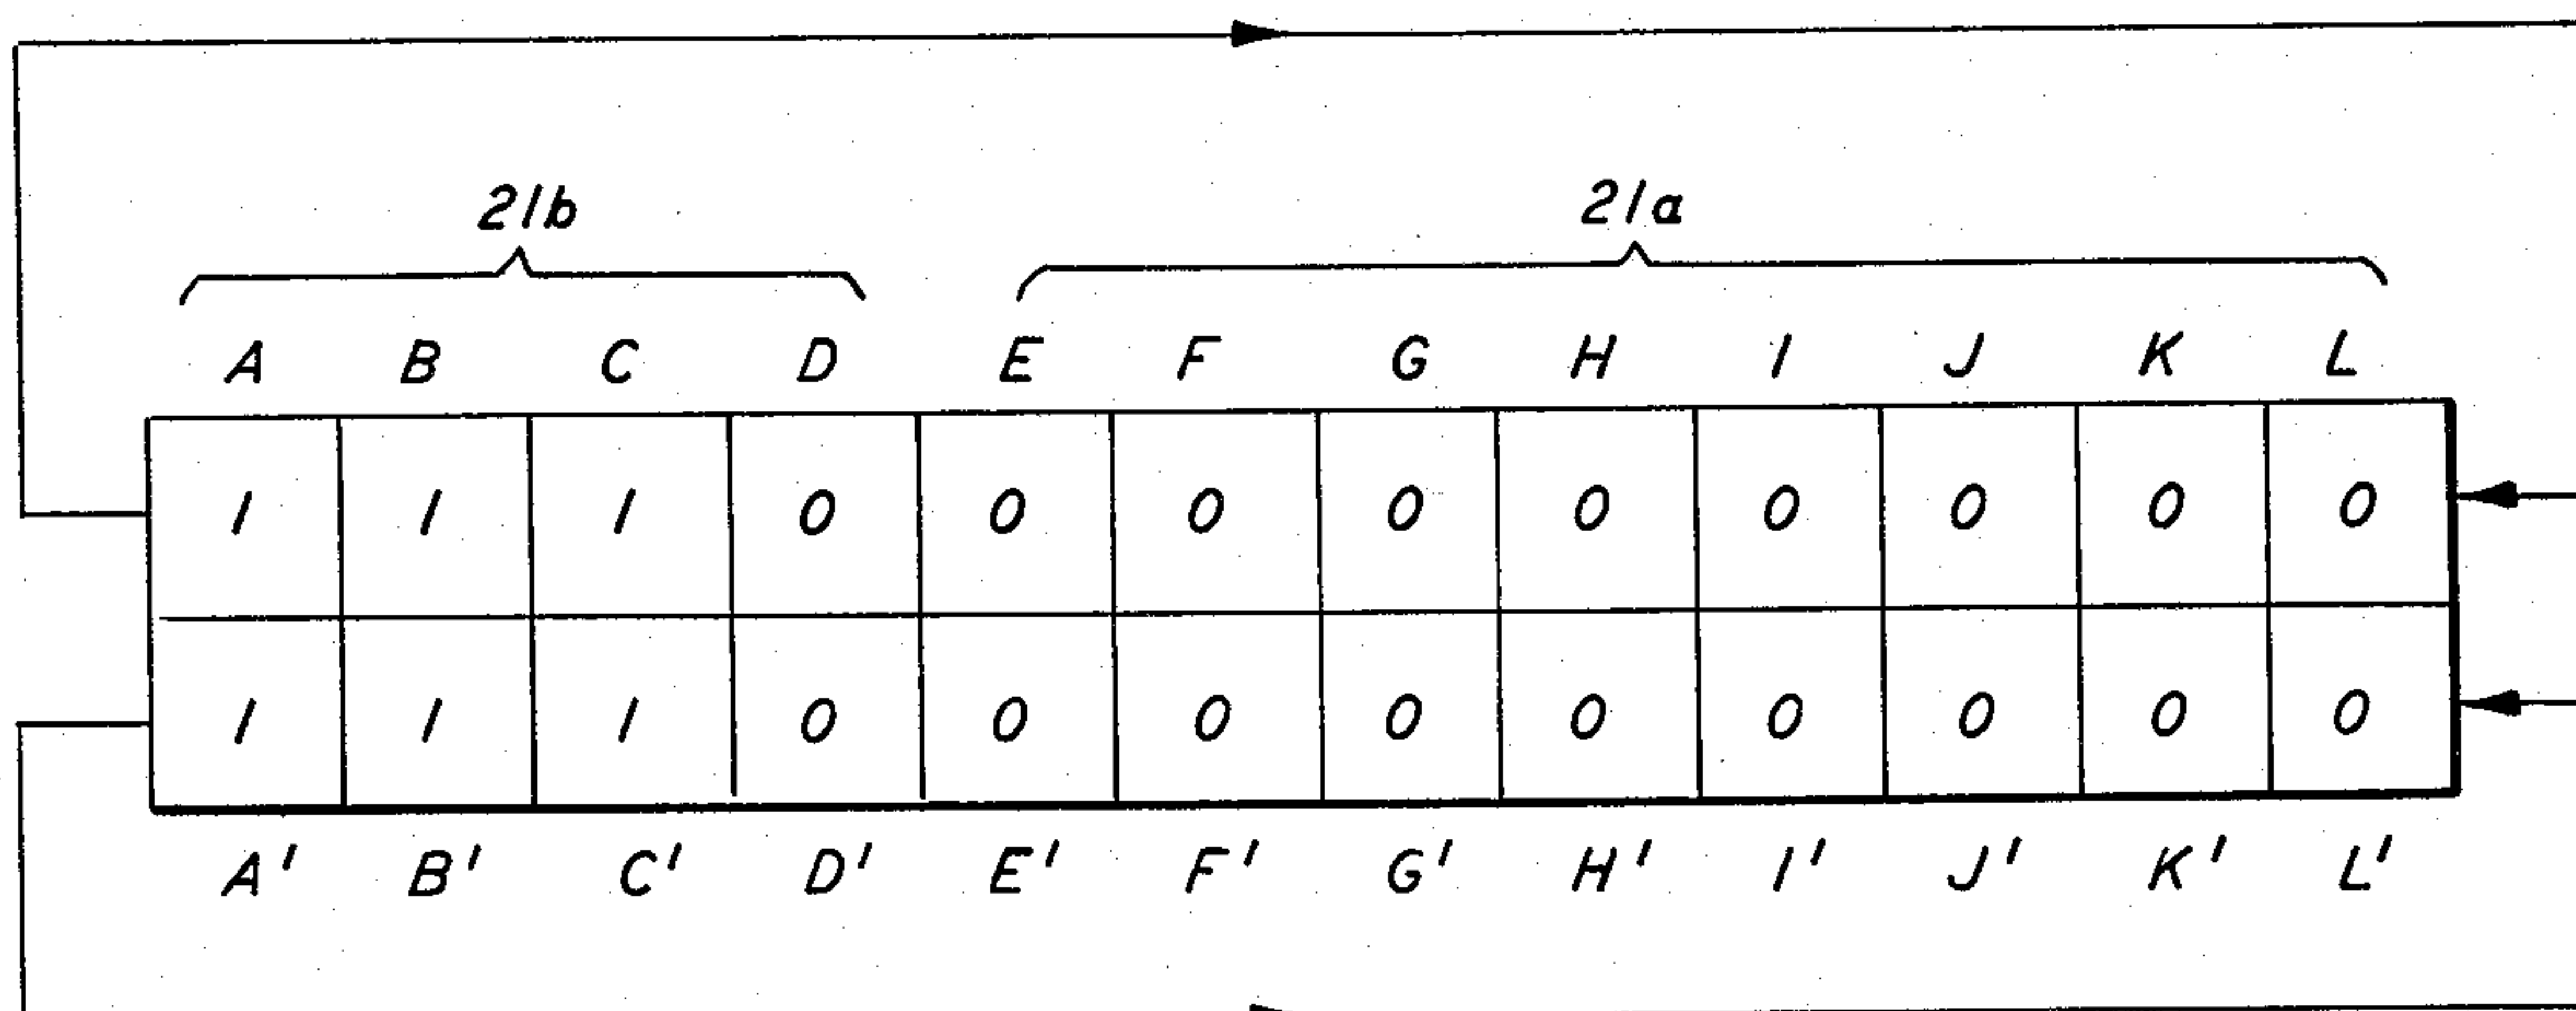 21b 21a
A B C D E F G H I J K L
1 1 1 0 0 0 0 0 0 0 0 0
1 1 1 0 0 0 0 0 0 0 0 0
A' B' C' D' E' F' G' H' I' J' K' L'